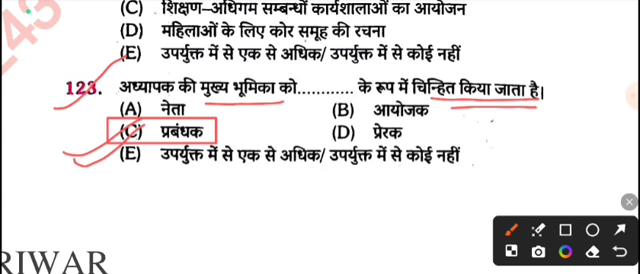 (C) शिक्षण–अधिगम सम्बन्धों कार्यशालाओं का आयोजन
(D) महिलाओं के लिए कोर समूह की रचना
(E) उपर्युक्त में से एक से अधिक/ उपर्युक्त में से कोई नहीं
123. अध्यापक की मुख्य भूमिका को............ के रूप में चिन्हित किया जाता है।
(A) नेता (B) आयोजक
(C) प्रबंधक (D) प्रेरक
(E) उपर्युक्त में से एक से अधिक/ उपर्युक्त में से कोई नहीं
RIWAR